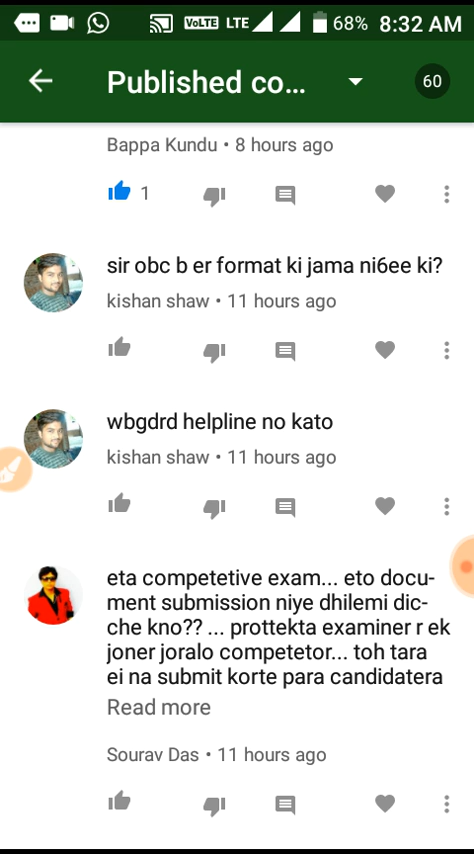 VoLTE LTE 68% 8:32 AM
Published co... 60
Bappa Kundu • 8 hours ago
1
sir obc b er format ki jama ni6ee ki?
kishan shaw • 11 hours ago
wbgdrd helpline no kato
kishan shaw • 11 hours ago
eta competetive exam... eto docu-
ment submission niye dhilemi dic-
che kno?? ... prottekta examiner r ek
joner joralo competetor... toh tara
ei na submit korte para candidatera
Read more
Sourav Das • 11 hours ago